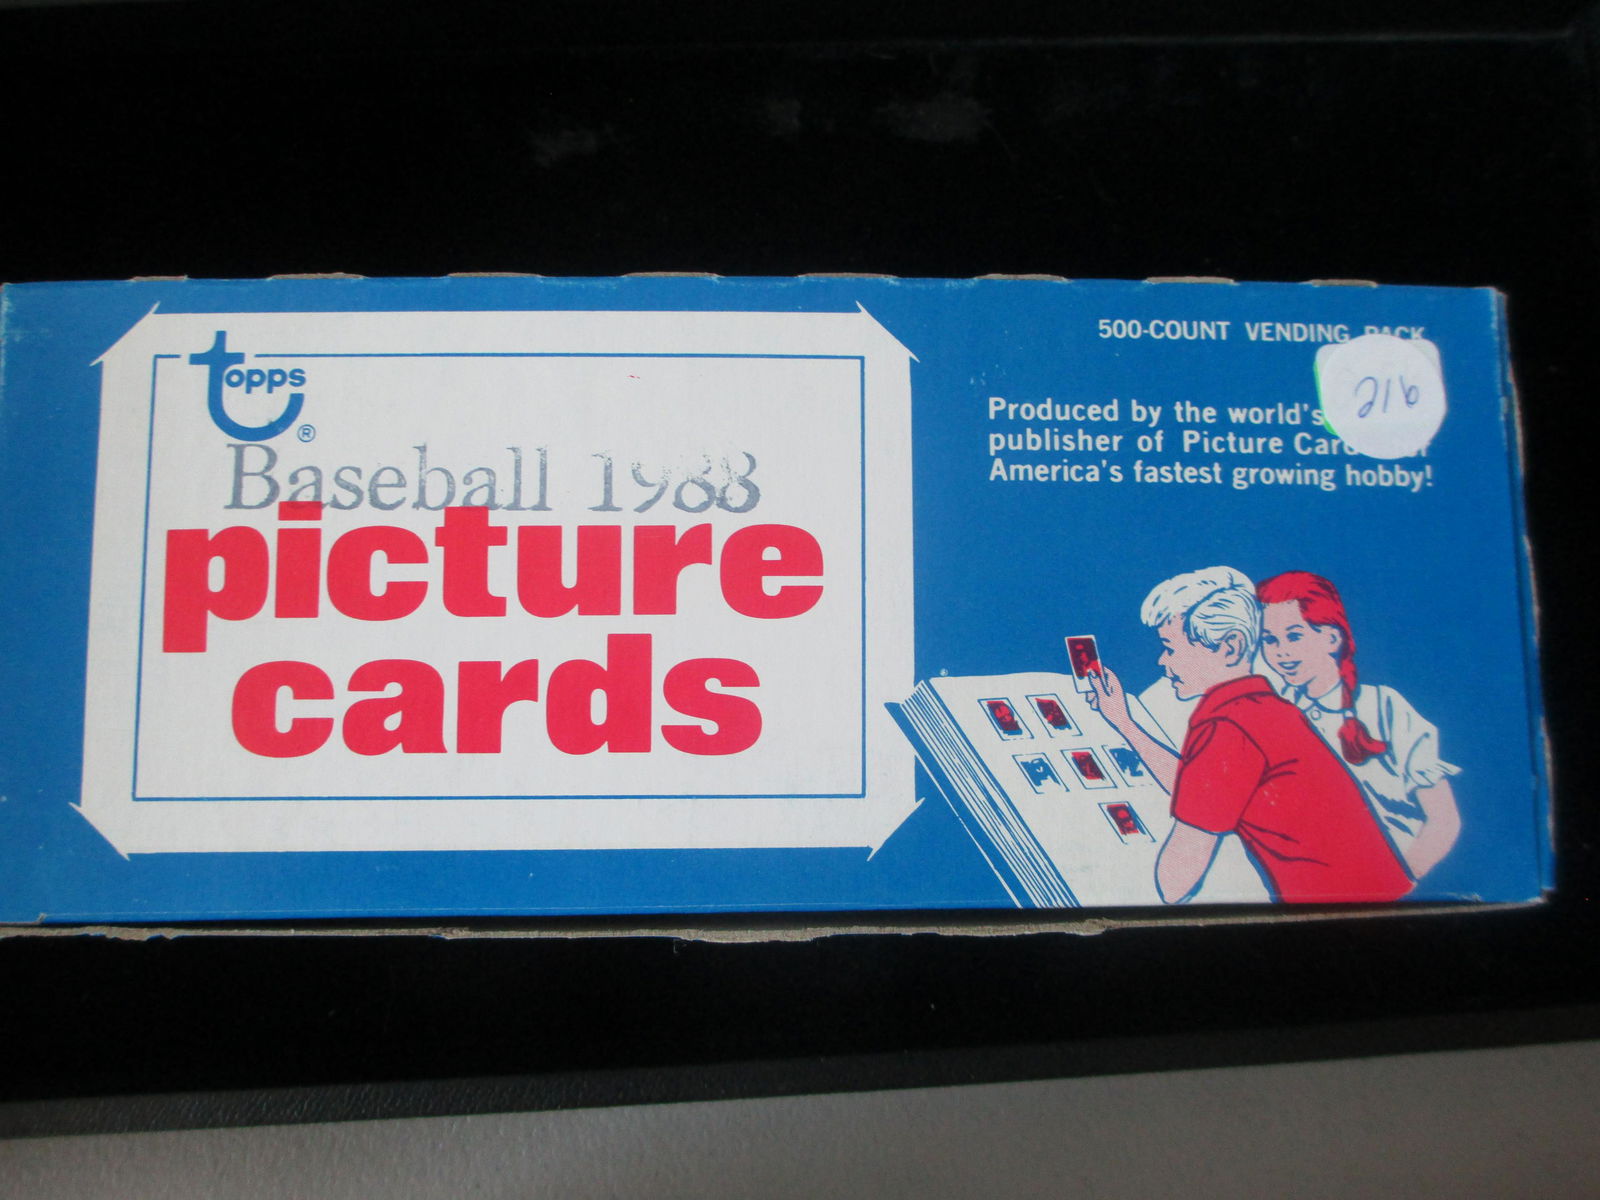 topps®
Baseball 1988
picture
cards
500-COUNT VENDING PACK
216
Produced by the world's
publisher of Picture
America's fastest growing hobby!